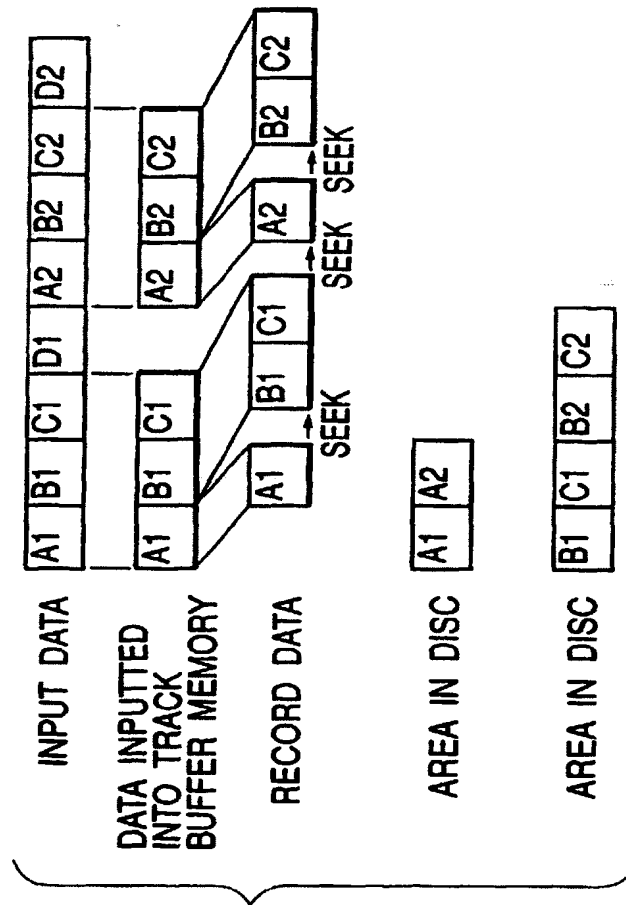 INPUT DATA A1 B1 C1 D1 A2 B2 C2 D2
DATA INPUTTED
INTO TRACK
BUFFER MEMORY A1 B1 C1 A2 B2 C2
RECORD DATA A1 B1 C1 A2 B2 C2
SEEK SEEK SEEK
AREA IN DISC A1 A2
AREA IN DISC B1 C1 B2 C2